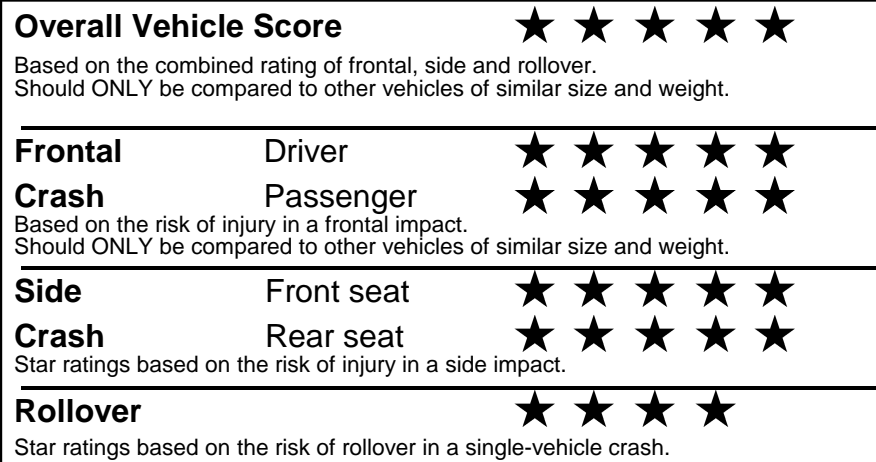 Overall Vehicle Score ★ ★ ★ ★ ★
Based on the combined rating of frontal, side and rollover.
Should ONLY be compared to other vehicles of similar size and weight.
Frontal Driver ★ ★ ★ ★ ★
Crash Passenger ★ ★ ★ ★ ★
Based on the risk of injury in a frontal impact.
Should ONLY be compared to other vehicles of similar size and weight.
Side Front seat ★ ★ ★ ★ ★
Crash Rear seat ★ ★ ★ ★ ★
Star ratings based on the risk of injury in a side impact.
Rollover ★ ★ ★ ★
Star ratings based on the risk of rollover in a single-vehicle crash.